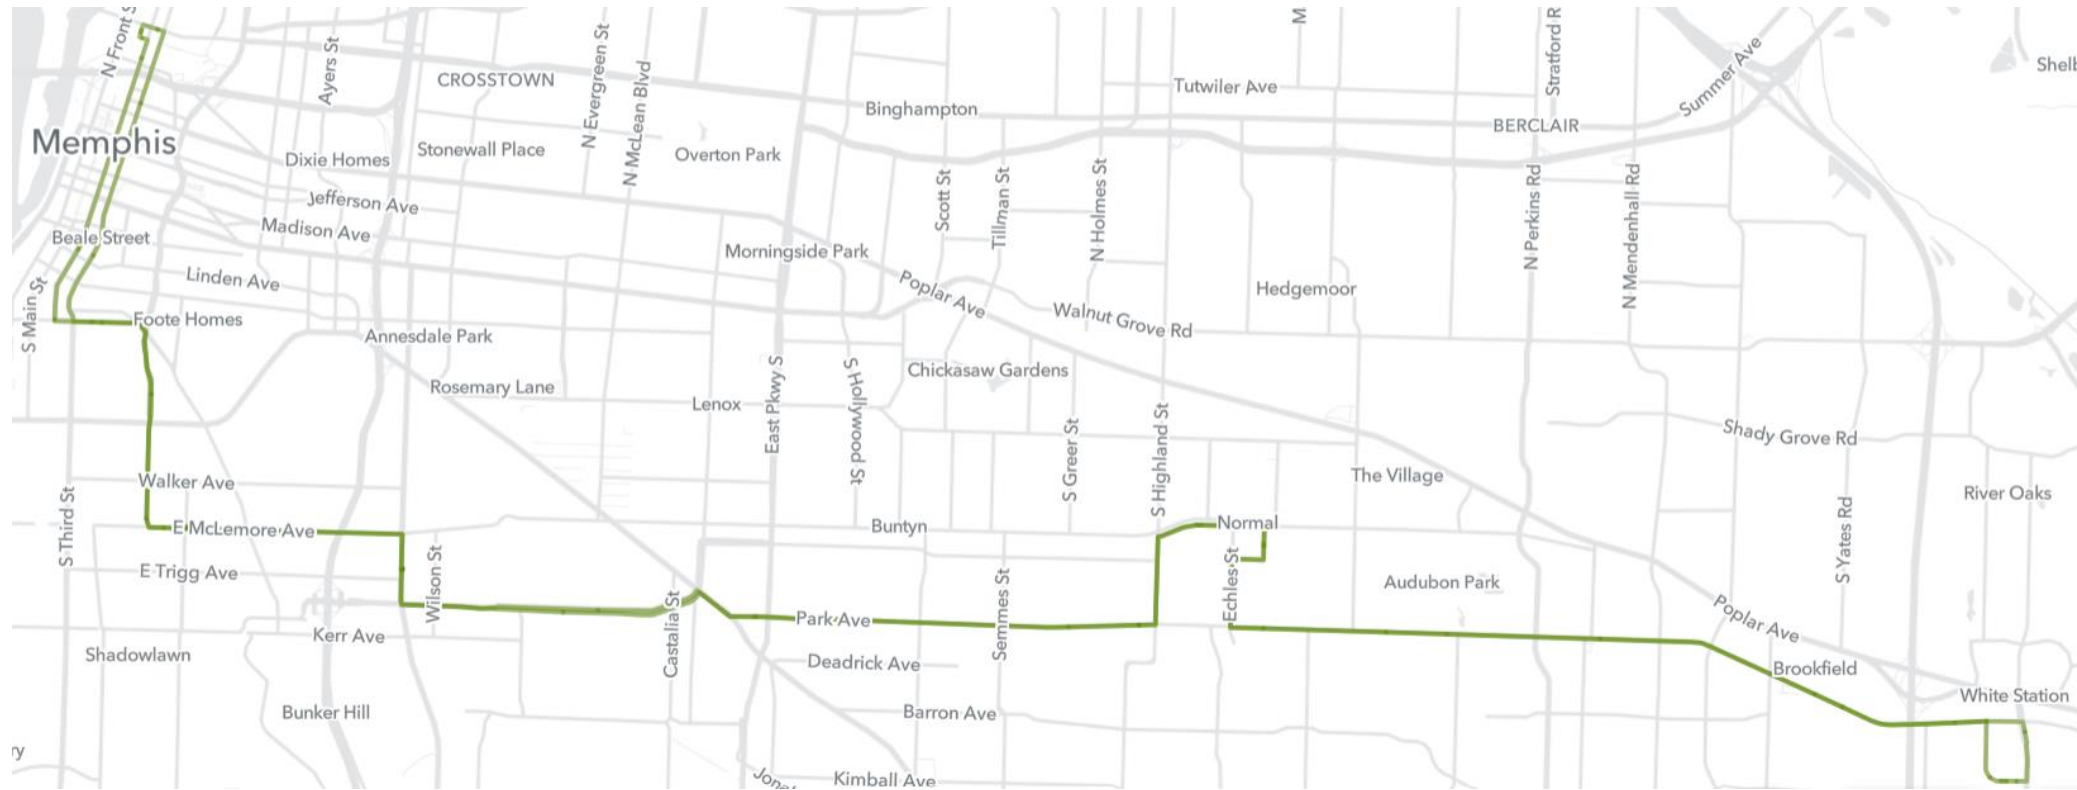 N Front S
Ayers St
CROSSTOWN
N Evergreen St
N McLean Blvd
M
Stratford R
Summer Ave
Shelb
Tutwiler Ave
Binghampton
BERCLAIR
Memphis
Dixie Homes
Stonewall Place
Overton Park
Scott St
Tillman St
N Holmes St
N Perkins Rd
N Mendenhall Rd
Jefferson Ave
Madison Ave
Beale Street
Morningside Park
Linden Ave
Poplar Ave
Hedgemoor
S Main St
Foote Homes
Annesdale Park
Walnut Grove Rd
Chickasaw Gardens
Rosemary Lane
Lenox
East Pkwy S
S Hollywood St
S Greer St
S Highland St
Shady Grove Rd
Walker Ave
The Village
River Oaks
S Third St
E McLemore Ave
Buntyn
Normal
S Yates Rd
E Trigg Ave
Wilson St
Castalia St
Semmes St
Echles St
Audubon Park
Park Ave
Poplar Ave
Kerr Ave
Shadowlawn
Deadrick Ave
Brookfield
White Station
Bunker Hill
Barron Ave
ry
Jonat
Kimball Ave